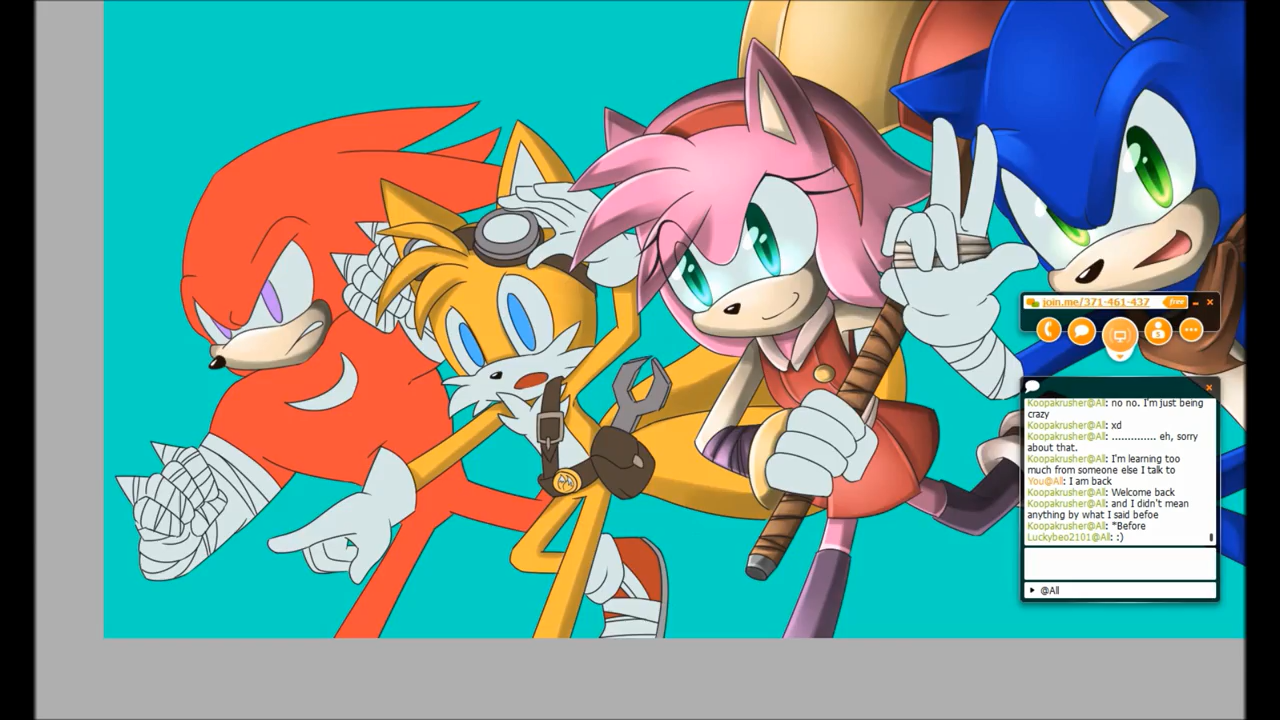 join.me/371-461-437 free
Koopakrusher@All: no no. I'm just being
crazy
Koopakrusher@All: xd
Koopakrusher@All: .............. eh, sorry
about that.
Koopakrusher@All: I'm learning too
much from someone else I talk to
You@All: I am back
Koopakrusher@All: Welcome back
Koopakrusher@All: and I didn't mean
anything by what I said befoe
Koopakrusher@All: "Before
Luckybeo2101@All: :)
@All